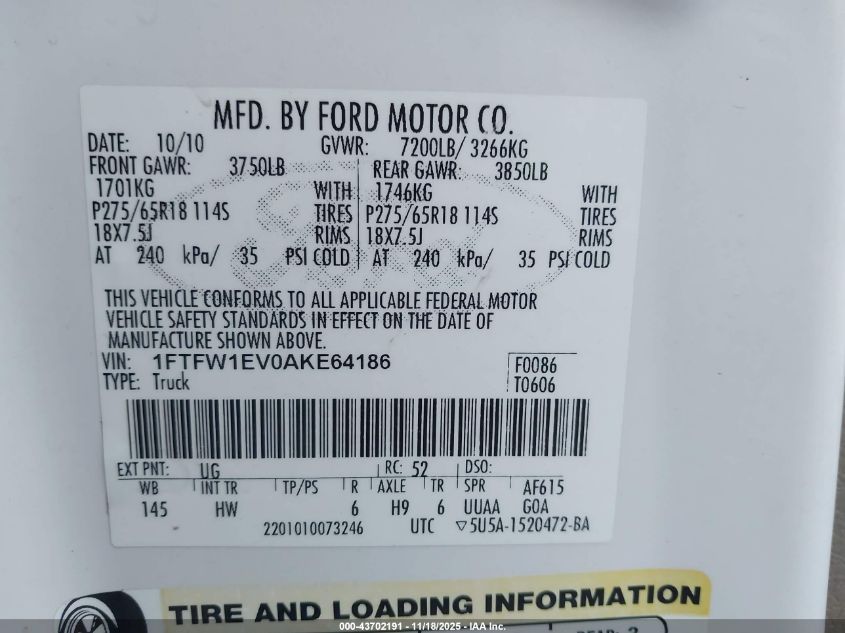 MFD. BY FORD MOTOR CO.
DATE: 10/10 GVWR: 7200LB/ 3266KG
FRONT GAWR: 3750LB REAR GAWR: 3850LB
1701KG WITH 1746KG WITH
P275/65R18 114S TIRES P275/65R18 114S TIRES
18X7.5J RIMS 18X7.5J RIMS
AT 240 kPa/ 35 PSI COLD AT 240 kPa/ 35 PSI COLD
THIS VEHICLE CONFORMS TO ALL APPLICABLE FEDERAL MOTOR
VEHICLE SAFETY STANDARDS IN EFFECT ON THE DATE OF
MANUFACTURE SHOWN ABOVE.
VIN: 1FTFW1EV0AKE64186 F0086
TYPE: Truck T0606
EXT PNT: UG RC: 52 DSO:
WB INT TR TP/PS R AXLE TR SPR AF615
145 HW 6 H9 6 UUAA GOA
2201010073246 UTC ▽5U5A-1520472-BA
TIRE AND LOADING INFORMATION
000-43702191 - 11/18/2025 - IAA Inc.